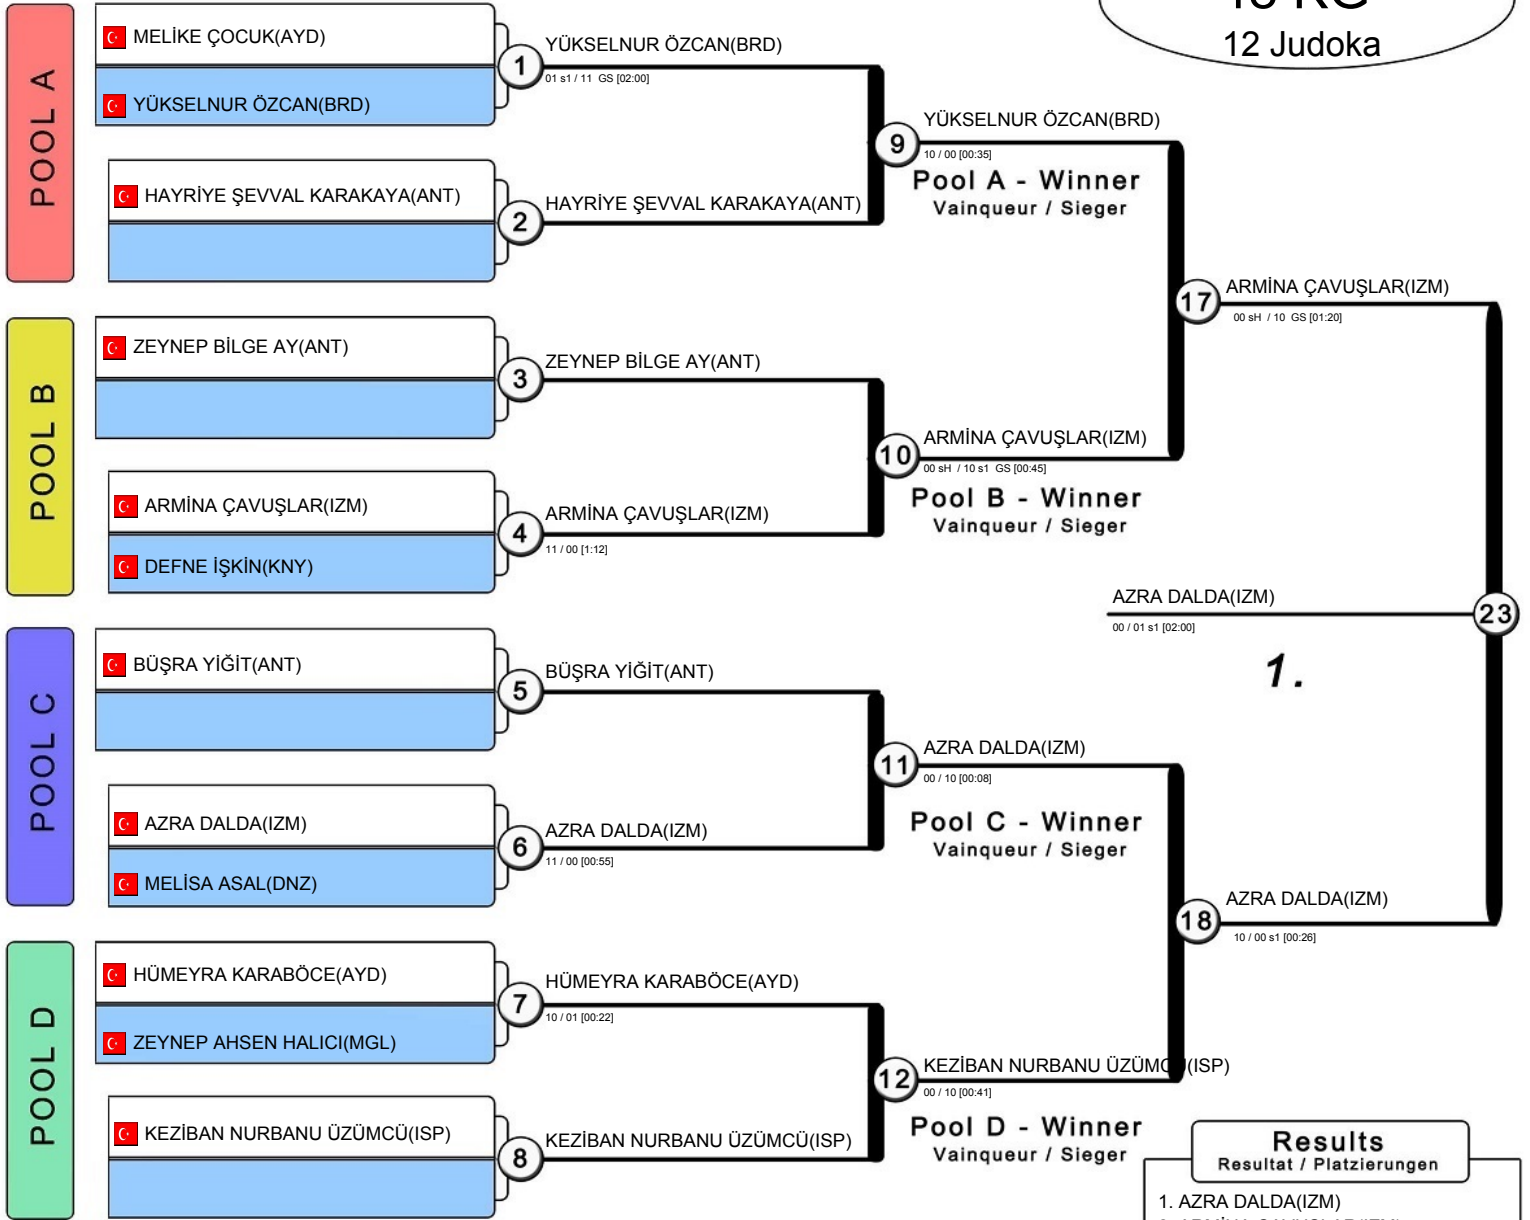 12 Judoka
POOL A
MELİKE ÇOCUK(AYD)
YÜKSELNUR ÖZCAN(BRD)
HAYRİYE ŞEVVAL KARAKAYA(ANT)
1
YÜKSELNUR ÖZCAN(BRD)
01 s1 / 11 GS [02:00]
2
HAYRİYE ŞEVVAL KARAKAYA(ANT)
9
YÜKSELNUR ÖZCAN(BRD)
10 / 00 [00:35]
Pool A - Winner
Vainqueur / Sieger
POOL B
ZEYNEP BİLGE AY(ANT)
ARMİNA ÇAVUŞLAR(IZM)
DEFNE İŞKİN(KNY)
3
ZEYNEP BİLGE AY(ANT)
4
ARMİNA ÇAVUŞLAR(IZM)
11 / 00 [1:12]
10
ARMİNA ÇAVUŞLAR(IZM)
00 sH / 10 s1 GS [00:45]
Pool B - Winner
Vainqueur / Sieger
17
ARMİNA ÇAVUŞLAR(IZM)
00 sH / 10 GS [01:20]
AZRA DALDA(IZM)
23
00 / 01 s1 [02:00]
1.
POOL C
BÜŞRA YİĞİT(ANT)
AZRA DALDA(IZM)
MELİSA ASAL(DNZ)
5
BÜŞRA YİĞİT(ANT)
6
AZRA DALDA(IZM)
11 / 00 [00:55]
11
AZRA DALDA(IZM)
00 / 10 [00:08]
Pool C - Winner
Vainqueur / Sieger
18
AZRA DALDA(IZM)
10 / 00 s1 [00:26]
POOL D
HÜMEYRA KARABÖCE(AYD)
ZEYNEP AHSEN HALICI(MGL)
KEZİBAN NURBANU ÜZÜMCÜ(ISP)
7
HÜMEYRA KARABÖCE(AYD)
10 / 01 [00:22]
8
KEZİBAN NURBANU ÜZÜMCÜ(ISP)
12
KEZİBAN NURBANU ÜZÜMCÜ(ISP)
00 / 10 [00:41]
Pool D - Winner
Vainqueur / Sieger
Results
Resultat / Platzierungen
1. AZRA DALDA(IZM)